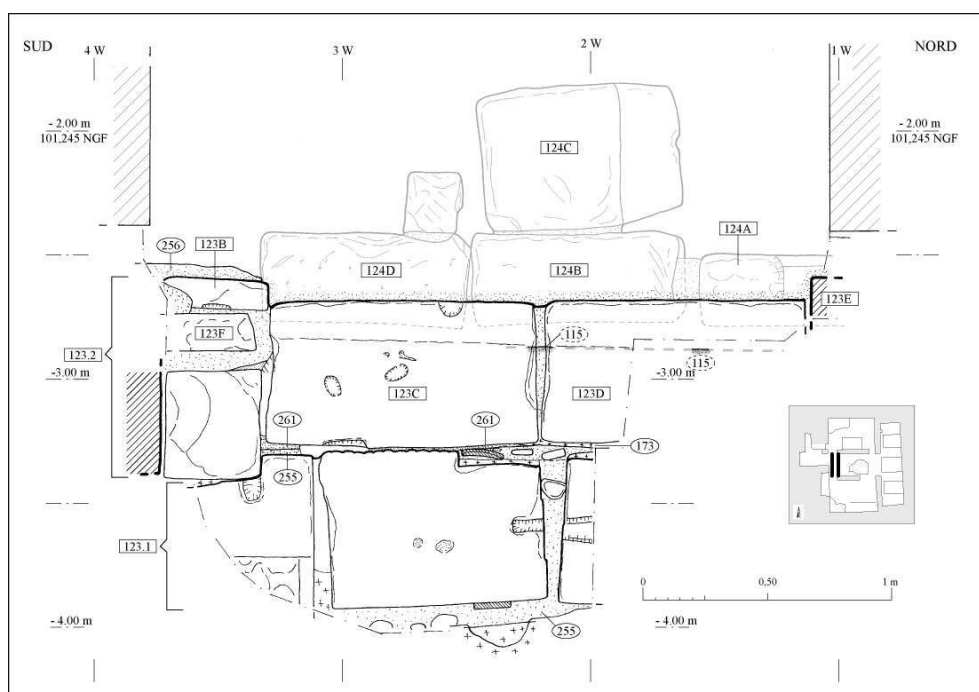 SUD
NORD
4 W
3 W
2 W
1 W
- 2.00 m
101,245 NGF
- 2.00 m
101,245 NGF
124C
124A
256
123B
124D
124B
123E
123F
115
115
123.2
-3.00 m
-3.00 m
123C
123D
261
261
173
255
123.1
0
0,50
1 m
- 4.00 m
- 4.00 m
255